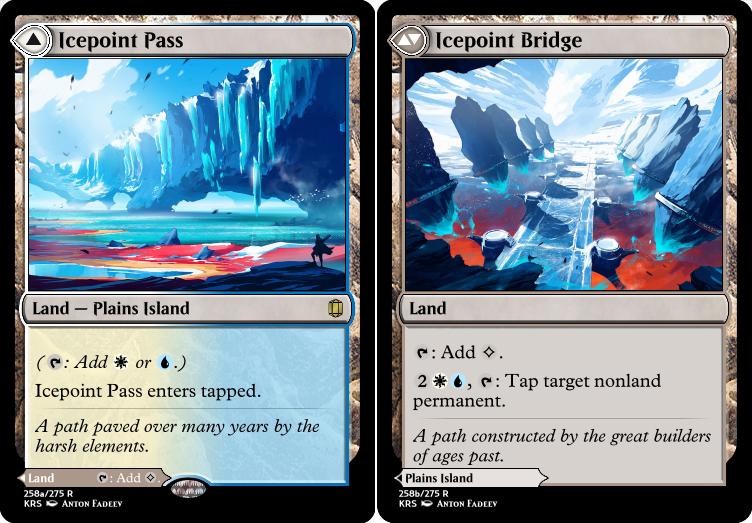 Icepoint Pass
Land — Plains Island
(T: Add W or U.)
Icepoint Pass enters tapped.
A path paved over many years by the
harsh elements.
Land T: Add C.
258a/275 R
KRS Anton Fadeev
Icepoint Bridge
Land
: Add .
2 , : Tap target nonland
permanent.
A path constructed by the great builders
of ages past.
Plains Island
258b/275 R
KRS Anton Fadeev